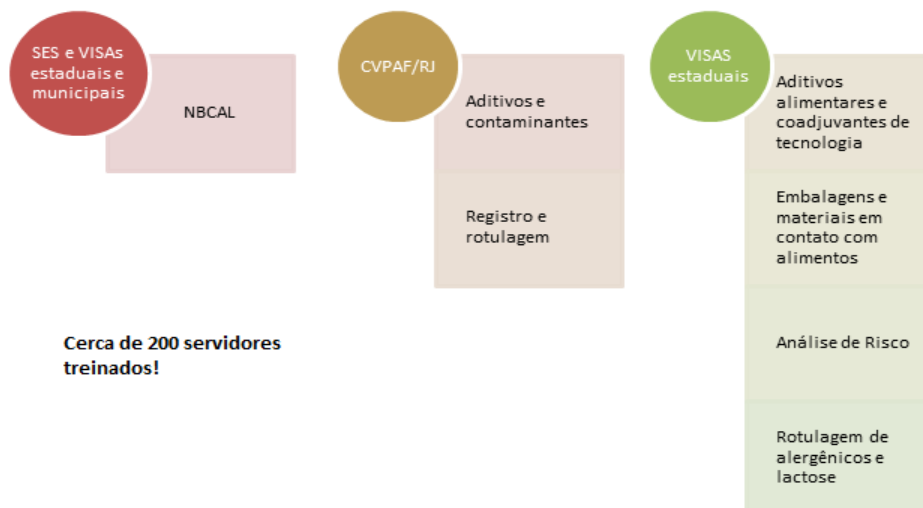 SES e VISAs
estaduais e
municipais
NBCAL
Cerca de 200 servidores
treinados!
CVPAF/RJ
Aditivos e
contaminantes
Registro e
rotulagem
VISAS
estaduais
Aditivos
alimentares e
coadjuvantes de
tecnologia
Embalagens e
materiais em
contato com
alimentos
Análise de Risco
Rotulagem de
alergênicos e
lactose